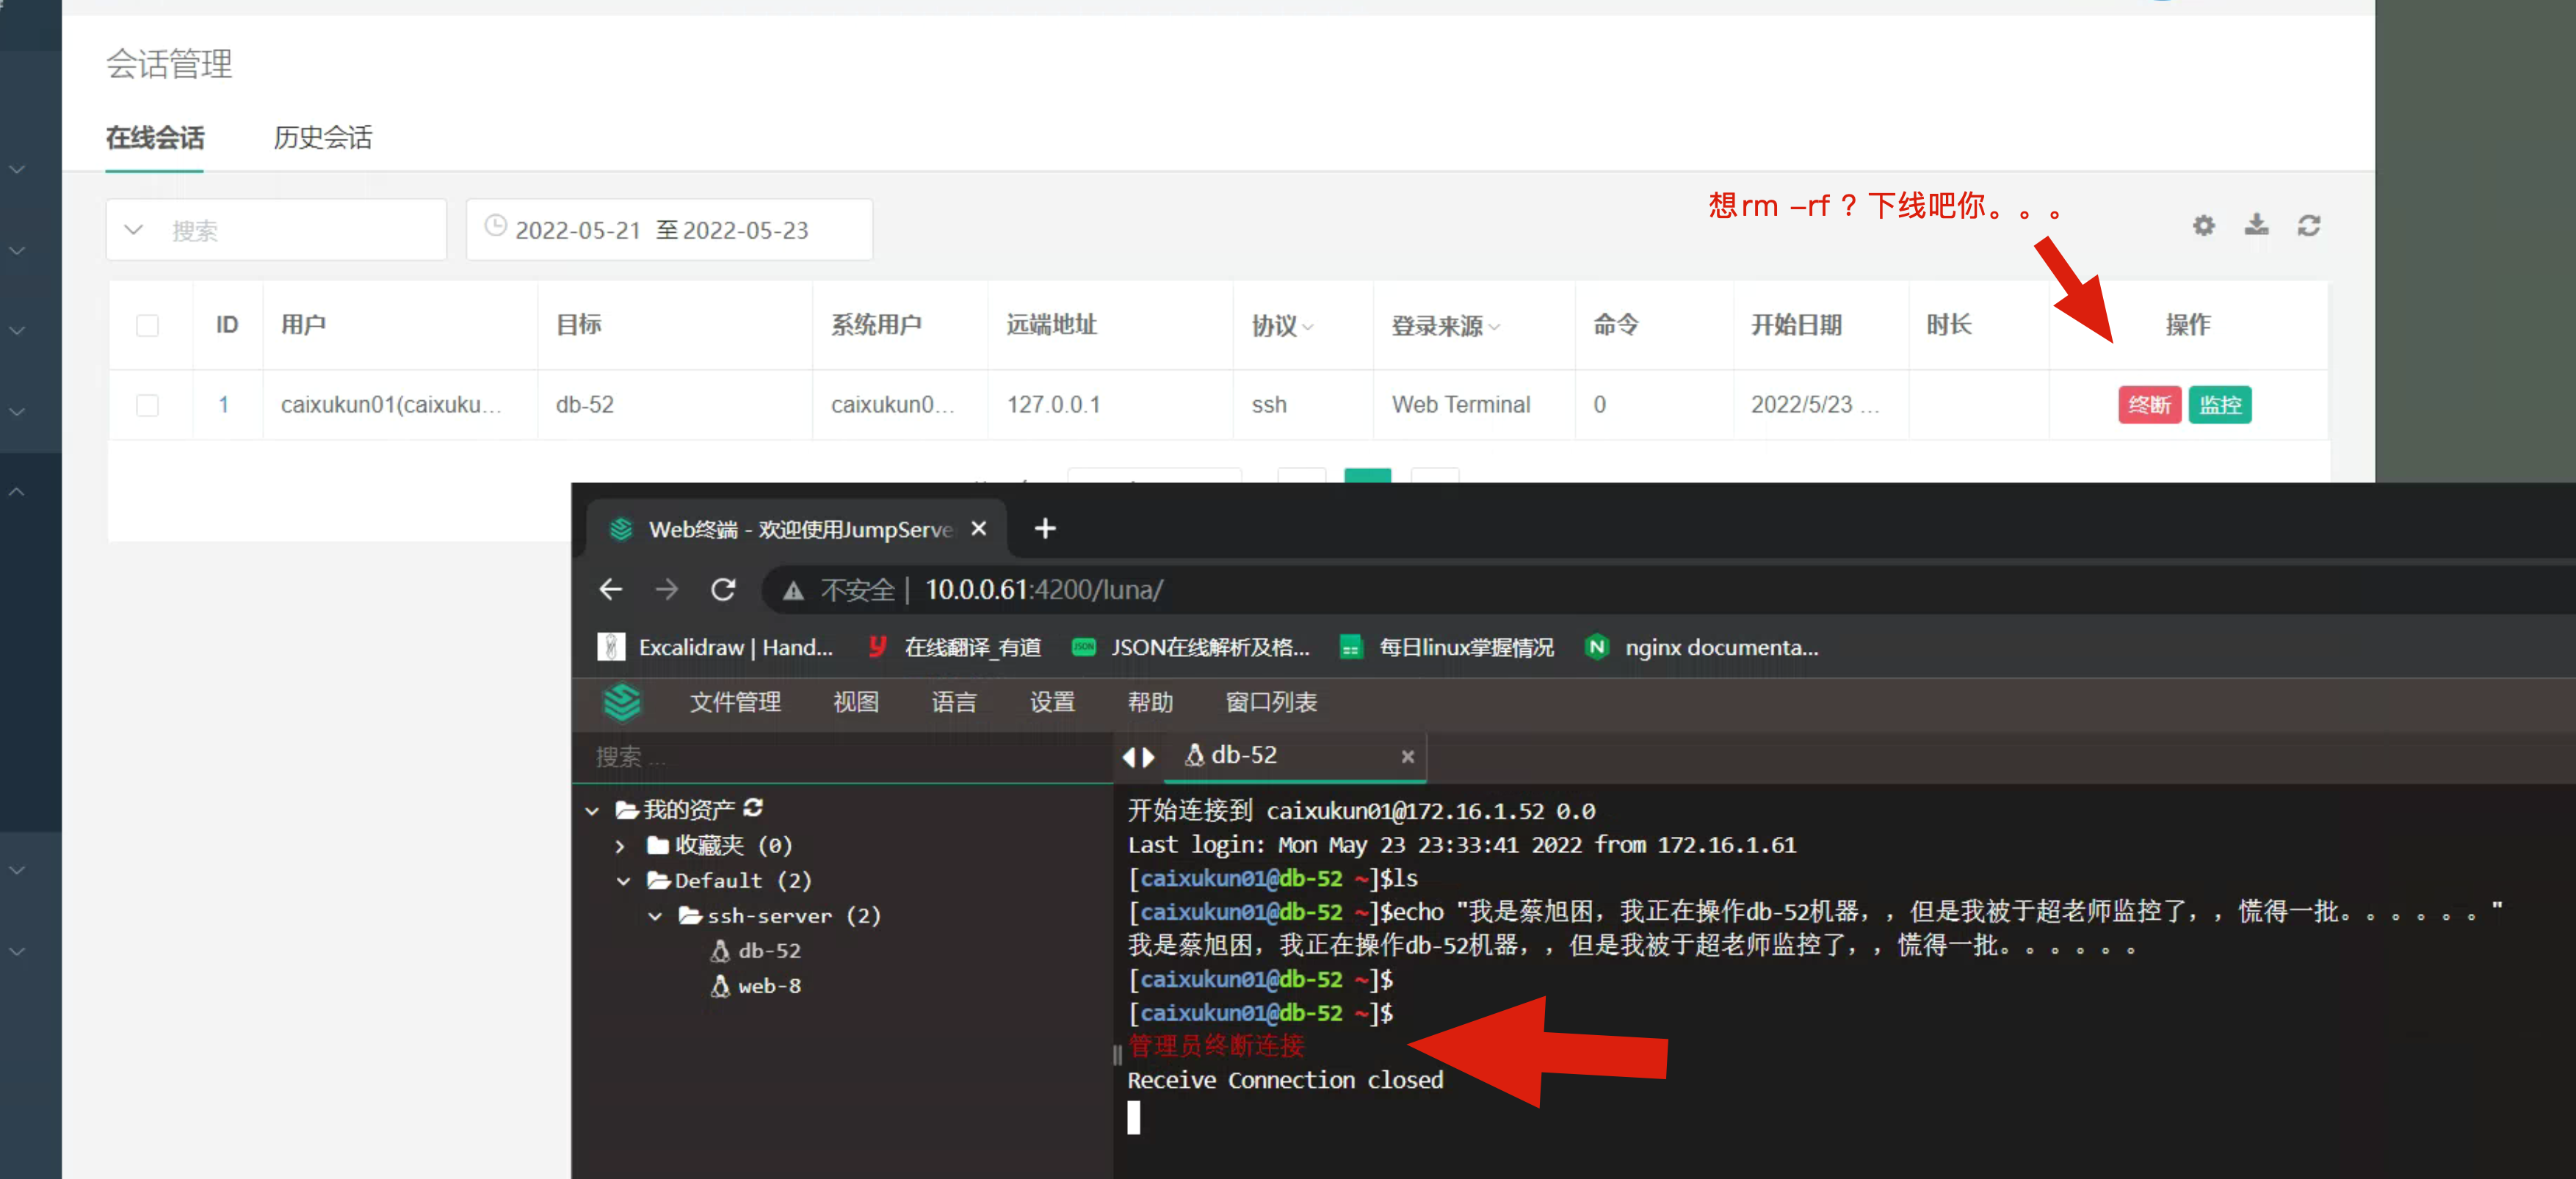 会话管理
在线会话 历史会话
想rm -rf ? 下线吧你。。。
搜索 2022-05-21 至 2022-05-23
ID 用户 目标 系统用户 远端地址 协议 登录来源 命令 开始日期 时长 操作
1 caixukun01(caixuku... db-52 caixukun0... 127.0.0.1 ssh Web Terminal 0 2022/5/23 ... 终断 监控
Web终端 - 欢迎使用JumpServe
不安全 | 10.0.0.61:4200/luna/
Excalidraw | Hand... 在线翻译_有道 JSON JSON在线解析及格... 每日linux掌握情况 N nginx documenta...
文件管理 视图 语言 设置 帮助 窗口列表
搜索 ...
db-52
我的资产
收藏夹 (0)
Default (2)
ssh-server (2)
db-52
web-8
开始连接到 caixukun01@172.16.1.52 0.0
Last login: Mon May 23 23:33:41 2022 from 172.16.1.61
[caixukun01@db-52 ~]$ls
[caixukun01@db-52 ~]$echo "我是蔡旭困，我正在操作db-52机器，，但是我被于超老师监控了，，慌得一批。。。。。。"
我是蔡旭困，我正在操作db-52机器，，但是我被于超老师监控了，，慌得一批。。。。。。
[caixukun01@db-52 ~]$
[caixukun01@db-52 ~]$
管理员终断连接
Receive Connection closed